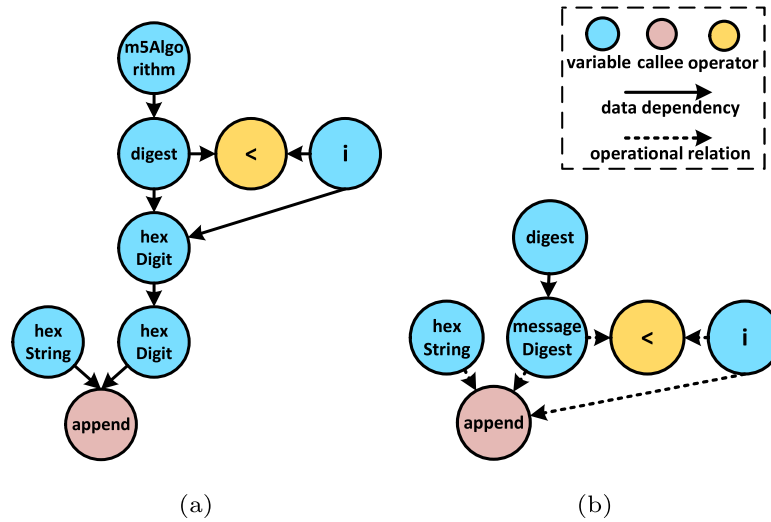 m5Algo
rithm
digest
<
i
hex
Digit
hex
String
hex
Digit
append
(a)
variable callee operator
data dependency
operational relation
digest
hex
String
message
Digest
<
i
append
(b)